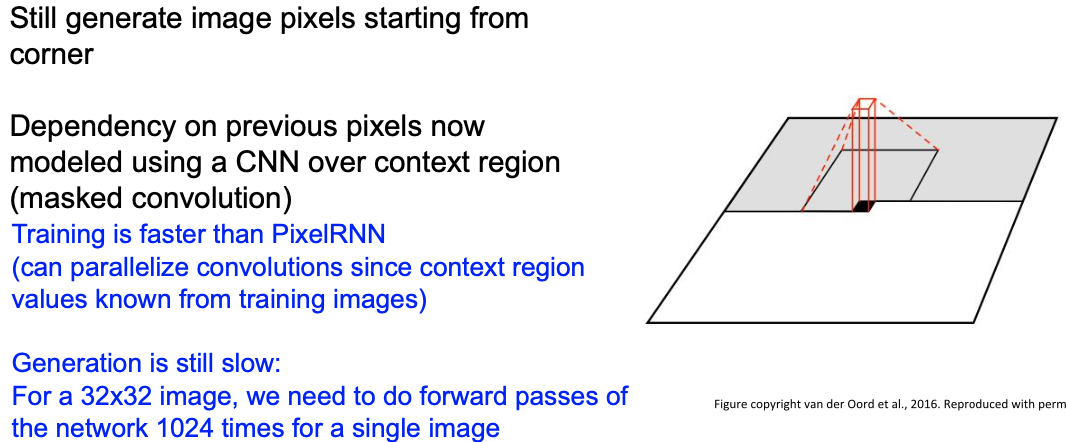 Still generate image pixels starting from
corner
Dependency on previous pixels now
modeled using a CNN over context region
(masked convolution)
Training is faster than PixelRNN
(can parallelize convolutions since context region
values known from training images)
Generation is still slow:
For a 32x32 image, we need to do forward passes of
the network 1024 times for a single image
Figure copyright van der Oord et al., 2016. Reproduced with perm